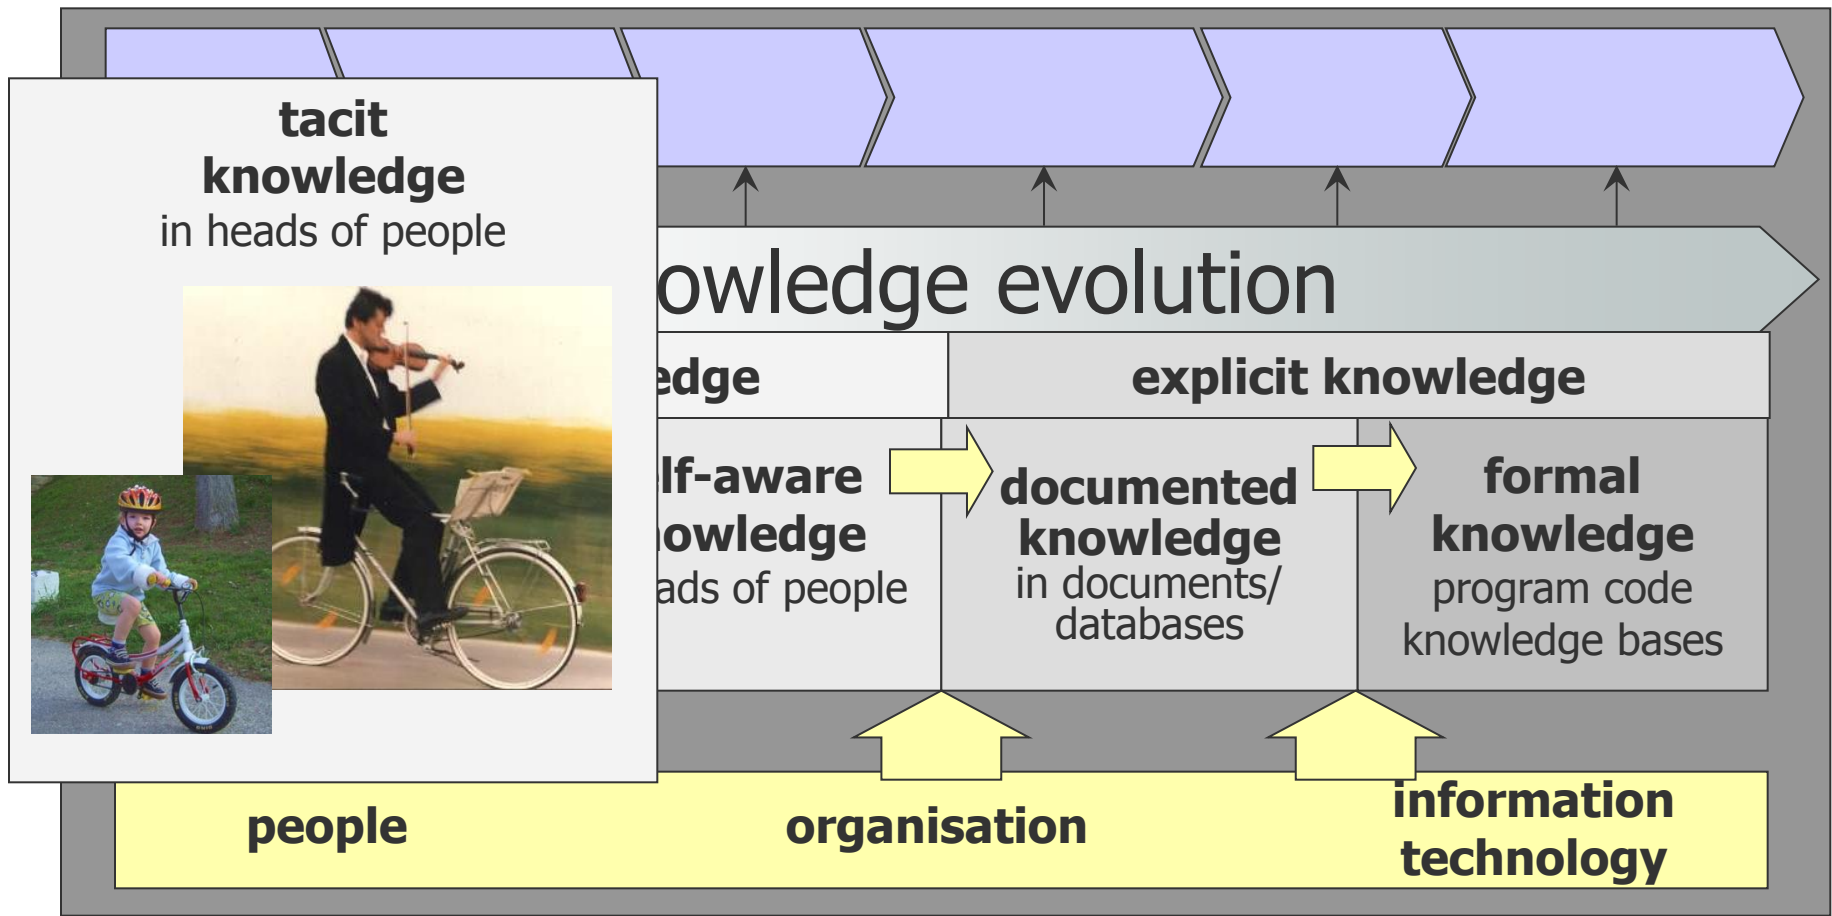 tacit
knowledge
in heads of people
owledge evolution
edge
explicit knowledge
lf-aware
owledge
ads of people
documented
knowledge
in documents/
databases
formal
knowledge
program code
knowledge bases
people
organisation
information
technology